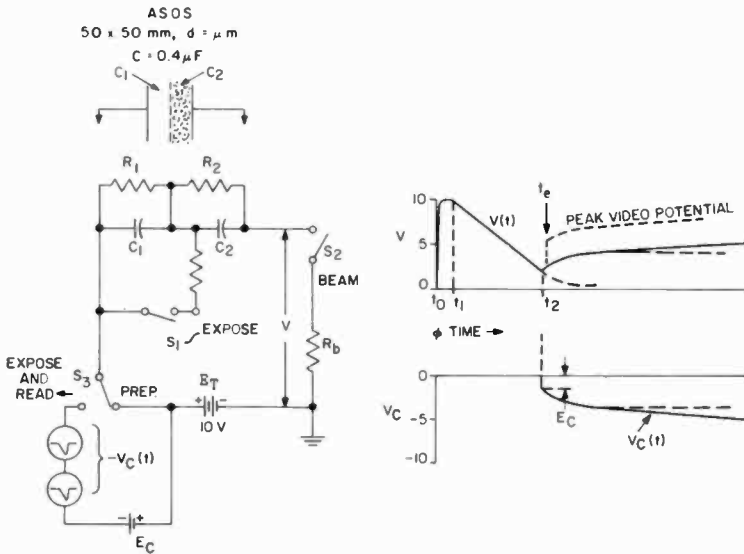 ASOS
50 x 50 mm, d = μm
C = 0.4μF
C1 C2
R1 R2
C1 C2
S2
BEAM
V
EXPOSE
S1
Rb
EXPOSE
AND
READ
S3
PREP.
ET
+ -
10 V
-VC(t)
- +
EC
te
10
V(t)
PEAK VIDEO POTENTIAL
V
5
0
t0 t1 t2
ϕ TIME →
0
EC
VC -5
VC(t)
-10